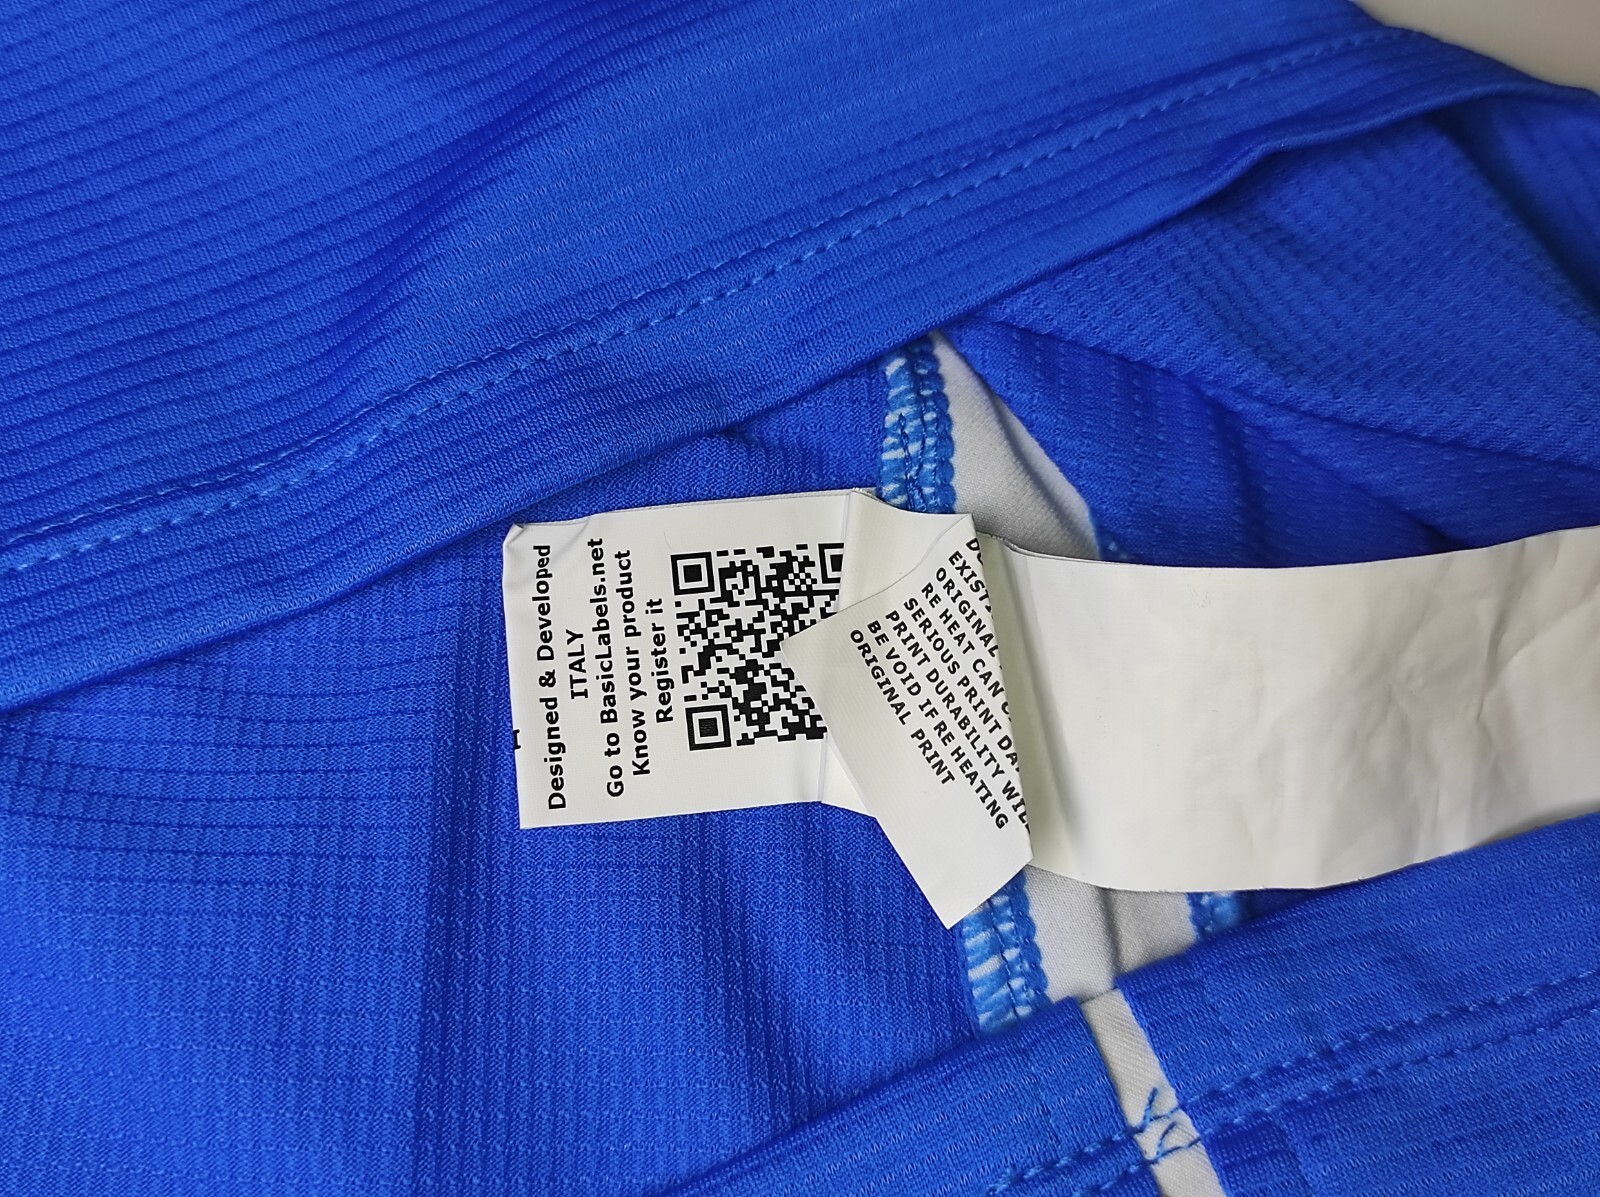 Designed & Developed
ITALY
Go to BasicLabels.net
Know your product
Register it
ORIGINAL
RE HEAT CAN
SERIOUS PRINT
PRINT DURABILITY WILL
BE VOID IF RE HEATING
ORIGINAL PRINT